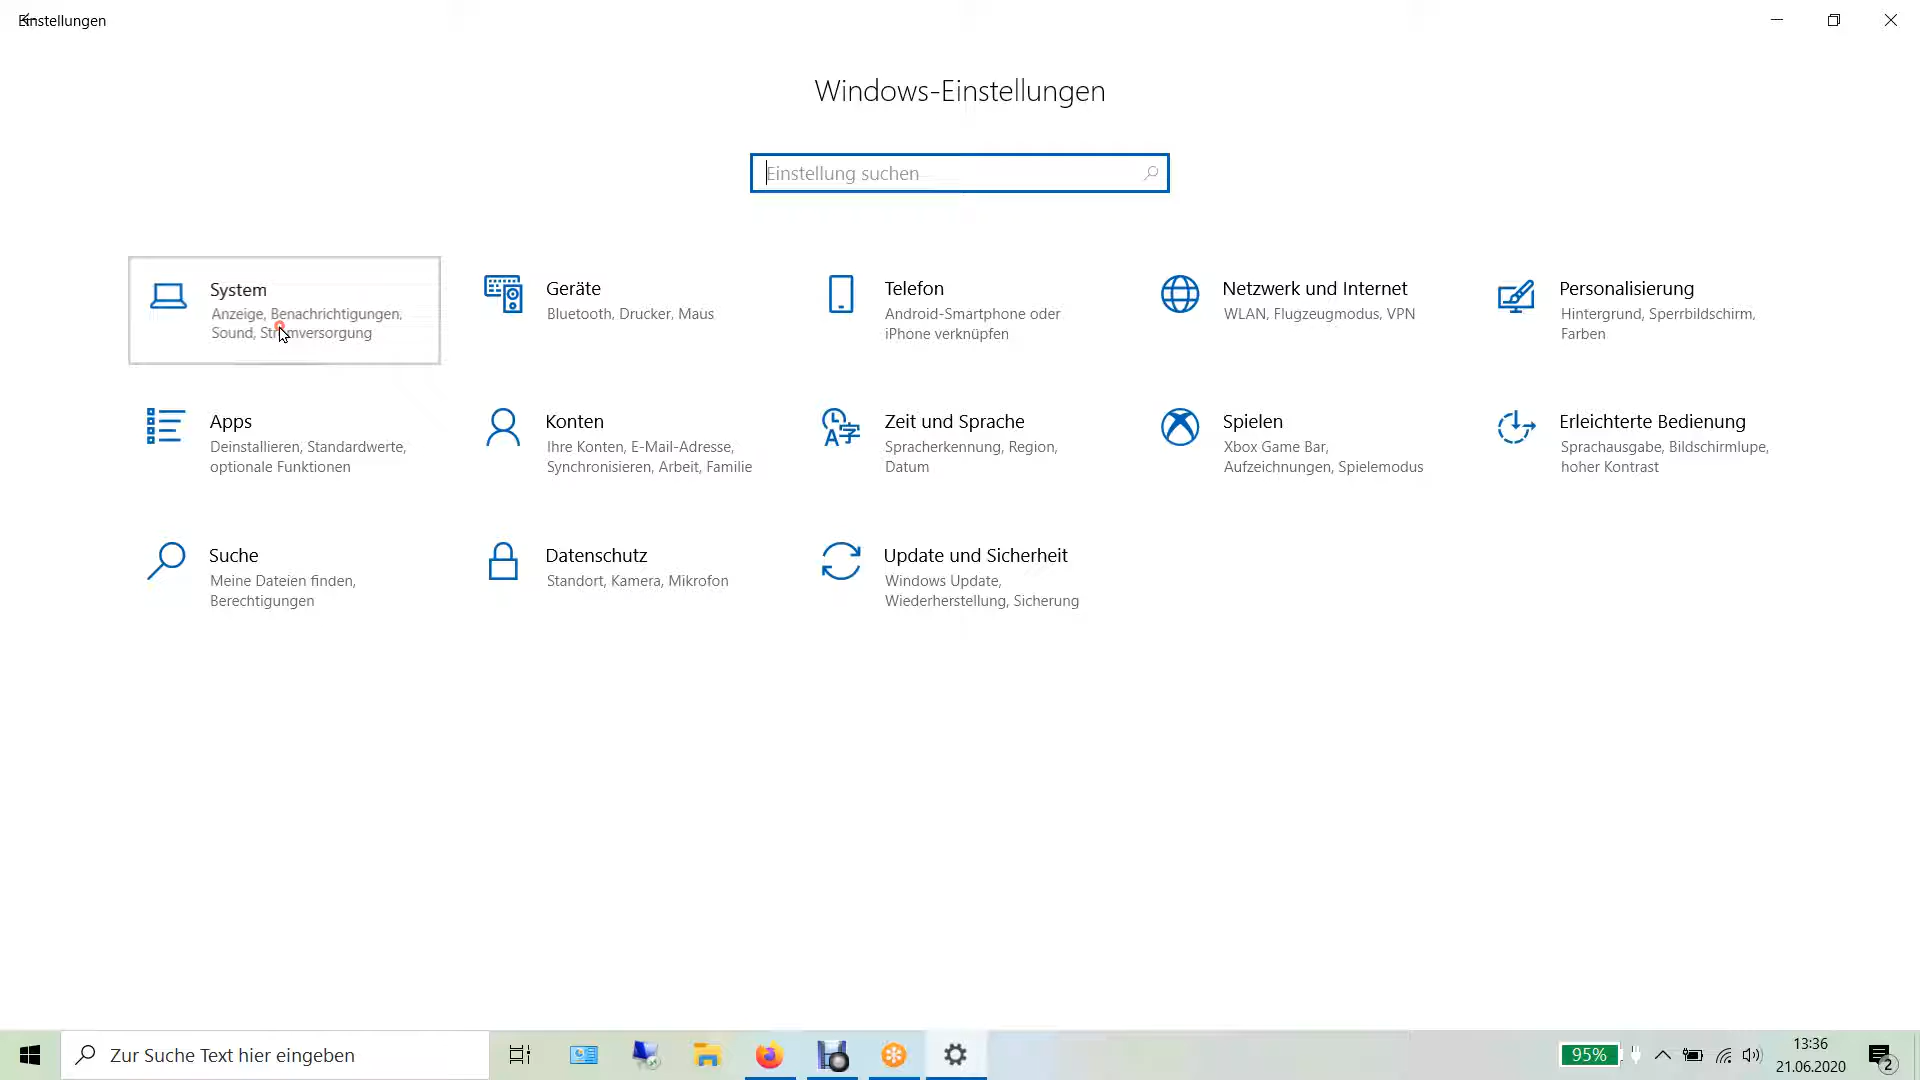 Einstellungen
Windows-Einstellungen
Einstellung suchen
System
Anzeige, Benachrichtigungen,
Sound, Stromversorgung
Geräte
Bluetooth, Drucker, Maus
Telefon
Android-Smartphone oder
iPhone verknüpfen
Netzwerk und Internet
WLAN, Flugzeugmodus, VPN
Personalisierung
Hintergrund, Sperrbildschirm,
Farben
Apps
Deinstallieren, Standardwerte,
optionale Funktionen
Konten
Ihre Konten, E-Mail-Adresse,
Synchronisieren, Arbeit, Familie
Zeit und Sprache
Spracherkennung, Region,
Datum
Spielen
Xbox Game Bar,
Aufzeichnungen, Spielemodus
Erleichterte Bedienung
Sprachausgabe, Bildschirmlupe,
hoher Kontrast
Suche
Meine Dateien finden,
Berechtigungen
Datenschutz
Standort, Kamera, Mikrofon
Update und Sicherheit
Windows Update,
Wiederherstellung, Sicherung
Zur Suche Text hier eingeben
95%
13:36
21.06.2020
2